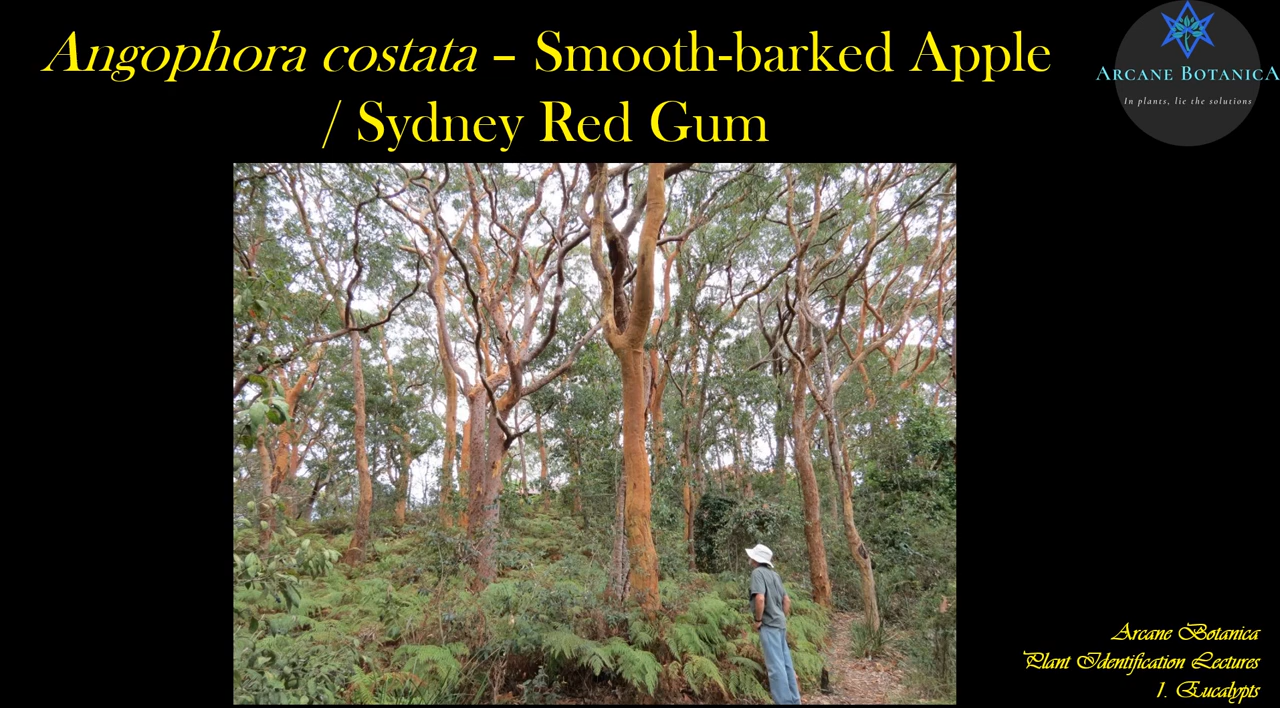 Angophora costata – Smooth-barked Apple
/ Sydney Red Gum
ARCANE BOTANICA
In plants, lie the solutions
Arcane Botanica
Plant Identification Lectures
1. Eucalypts